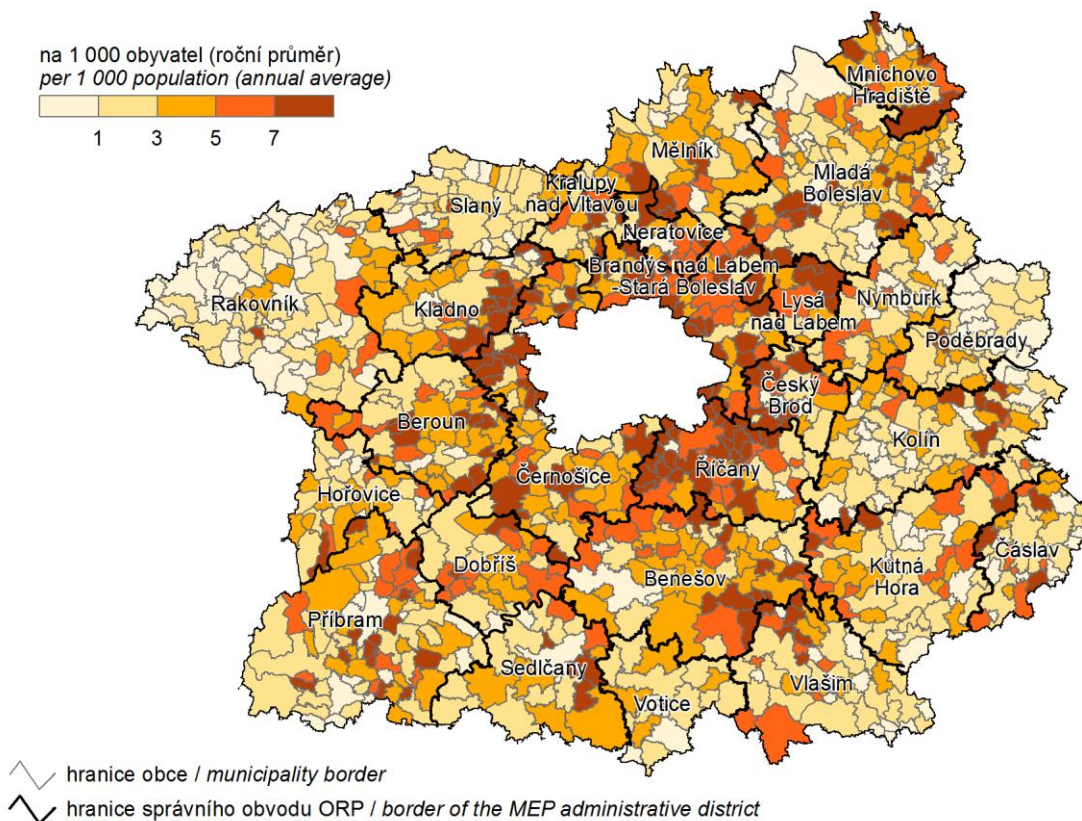 na 1 000 obyvatel (roční průměr)
per 1 000 population (annual average)
1 3 5 7
Mnichovo
Hradiště
Mělník
Mladá
Boleslav
Kralupy
nad Vltavou
Slaný
Neratovice
Brandýs nad Labem
-Stará Boleslav
Rakovník
Kladno
Lysá
nad Labem
Nymburk
Poděbrady
Český
Brod
Beroun
Kolín
Černošice
Říčany
Hořovice
Dobříš
Benešov
Kutná
Hora
Čáslav
Příbram
Sedlčany
Votice
Vlašim
hranice obce / municipality border
hranice správního obvodu ORP / border of the MEP administrative district